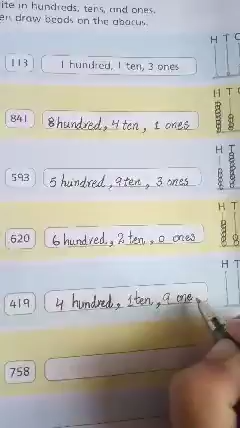 ite in hundreds, tens, and ones.
en draw beads on the abacus.
H T C
113 1 hundred, 1 ten, 3 ones
H T
841 8 hundred, 4 ten, 1 ones
H T
593 5 hundred, 9 ten, 3 ones
H T
620 6 hundred, 2 ten, 0 ones
H T
419 4 hundred, 1 ten, 9 one
758